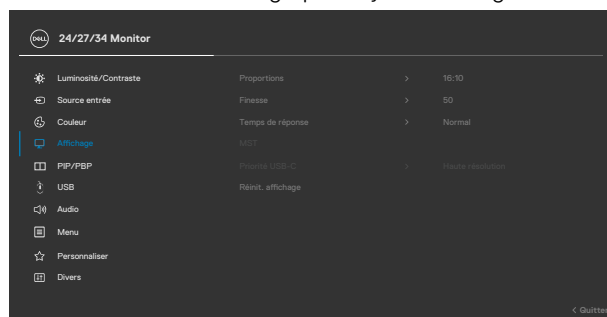 DELL 24/27/34 Monitor
Luminosité/Contraste Proportions > 16:10
Source entrée Finesse > 50
Couleur Temps de réponse > Normal
Affichage MST
PIP/PBP Priorité USB-C > Haute résolution
USB Réinit. affichage
Audio
Menu
Personnaliser
Divers
< Quitter